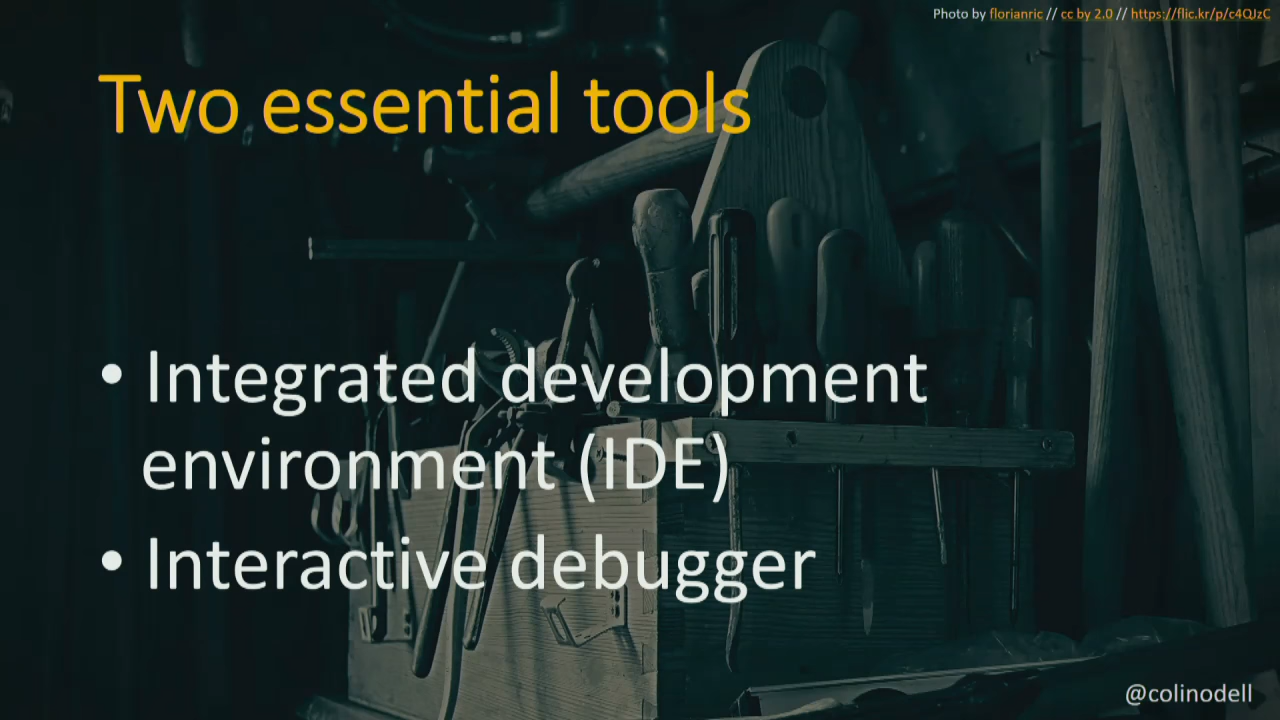 Photo by florianric // cc by 2.0 // https://flic.kr/p/c4QJzC
Two essential tools
• Integrated development
environment (IDE)
• Interactive debugger
@colinodell